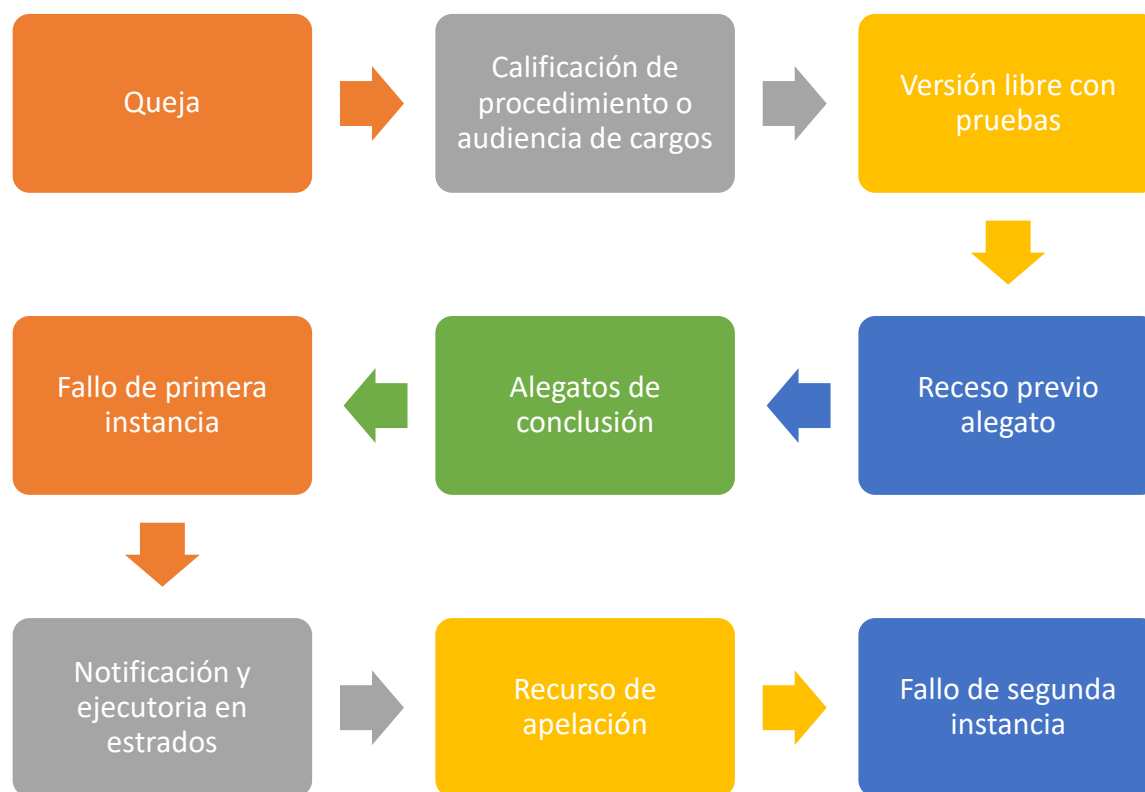 Queja
Calificación de
procedimiento o
audiencia de cargos
Versión libre con
pruebas
Receso previo
alegato
Alegatos de
conclusión
Fallo de primera
instancia
Notificación y
ejecutoria en
estrados
Recurso de
apelación
Fallo de segunda
instancia